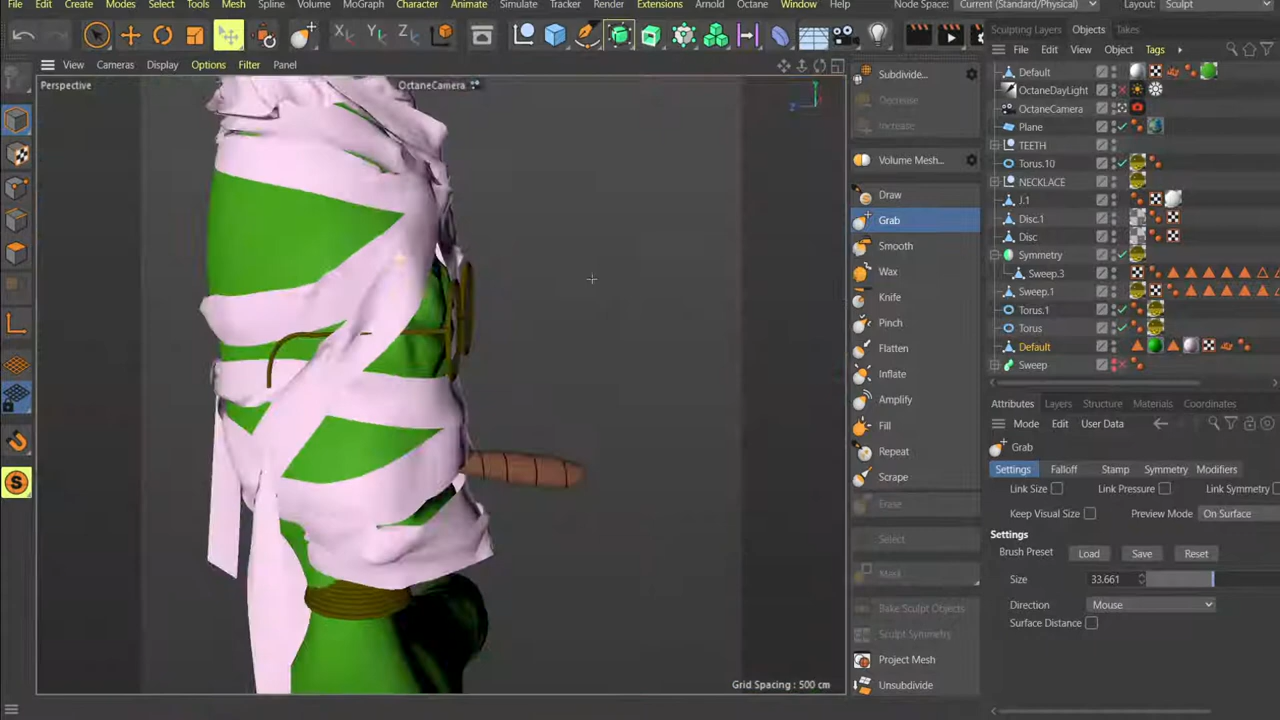 File Edit Create Modes Select Tools Mesh Spline Volume MoGraph Character Animate Simulate Tracker Render Extensions Arnold Octane Window Help Node Space: Current (Standard/Physical) Layout: Sculpt
X Y Z
Sculpting Layers Objects Takes
File Edit View Object Tags
View Cameras Display Options Filter Panel
Perspective OctaneCamera
Y Z
Subdivide...
Decrease
Increase
Volume Mesh...
Draw
Grab
Smooth
Wax
Knife
Pinch
Flatten
Inflate
Amplify
Fill
Repeat
Scrape
Erase
Select
Mask
Bake Sculpt Objects
Sculpt Symmetry
Project Mesh
Unsubdivide
Default
OctaneDayLight
OctaneCamera
Plane
TEETH
Torus.10
NECKLACE
J.1
Disc.1
Disc
Symmetry
Sweep.3
Sweep.1
Torus.1
Torus
Default
Sweep
Attributes Layers Structure Materials Coordinates
Mode Edit User Data
Grab
Settings Falloff Stamp Symmetry Modifiers
Link Size Link Pressure Link Symmetry
Keep Visual Size Preview Mode On Surface
Settings
Brush Preset Load Save Reset
Size 33.661
Direction Mouse
Surface Distance
S
Grid Spacing : 500 cm